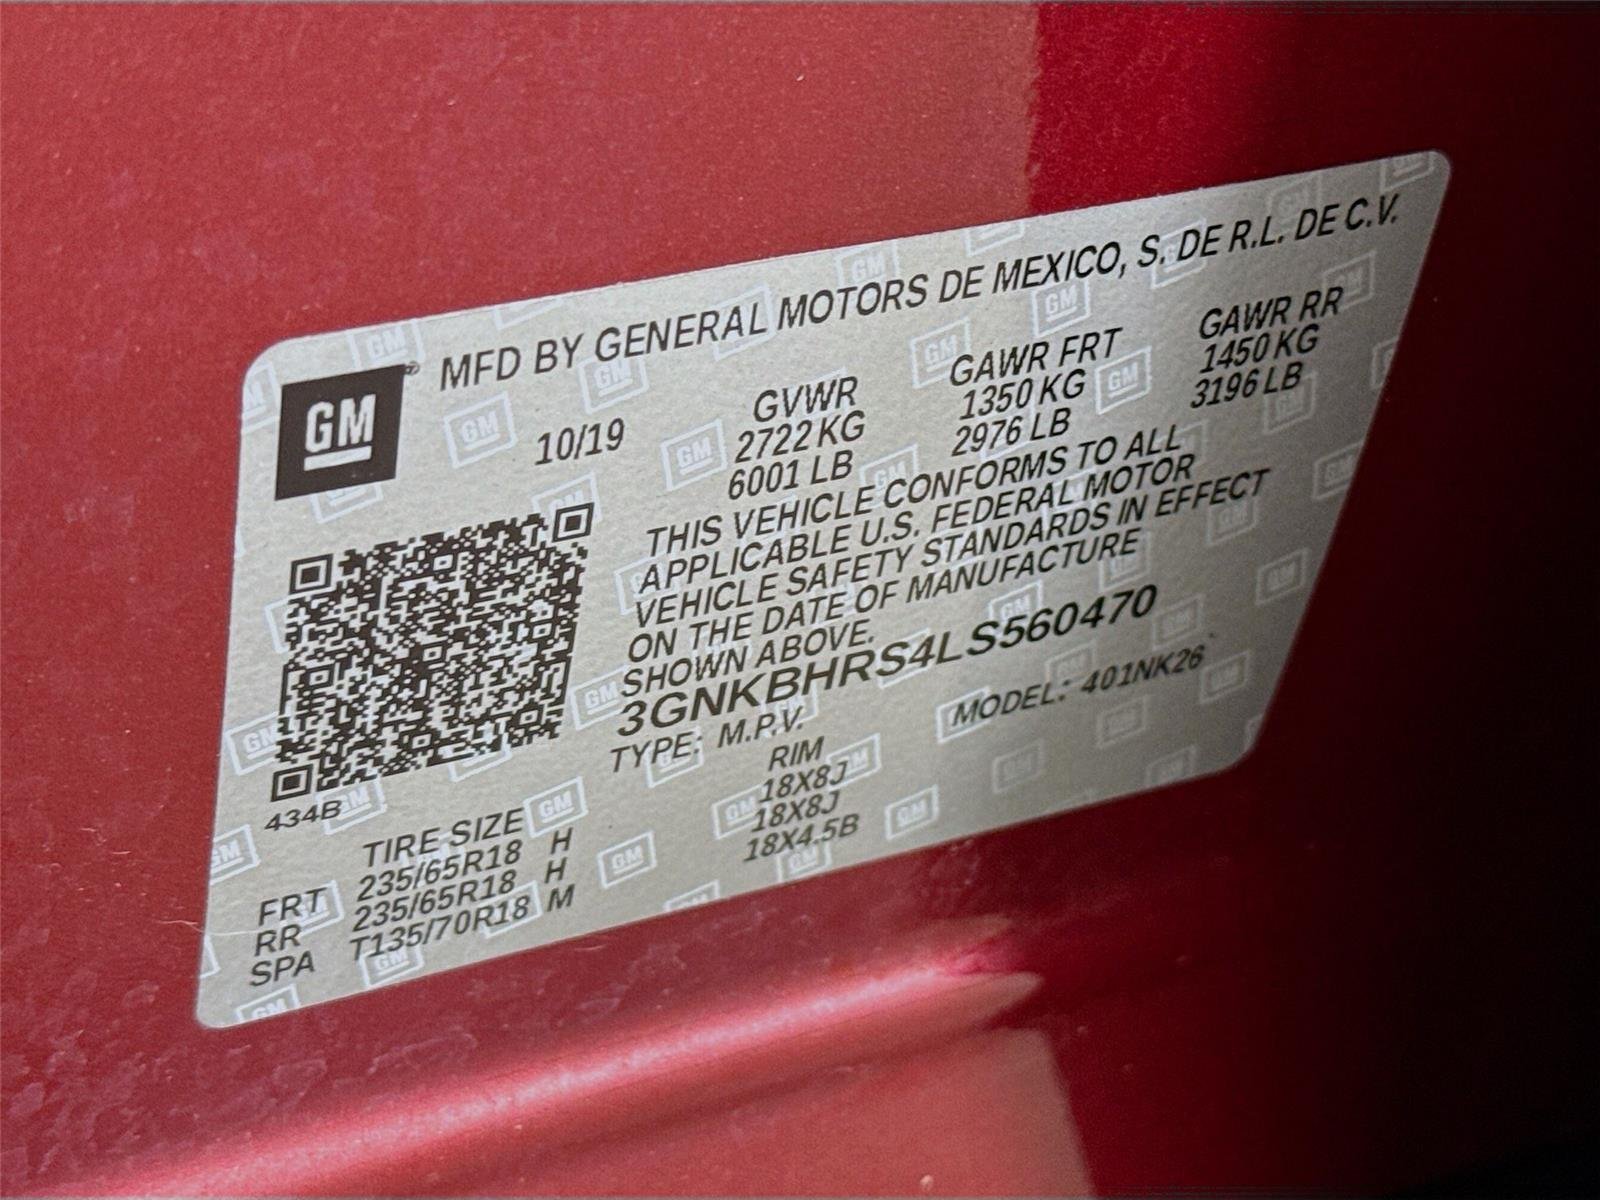 MFD BY GENERAL MOTORS DE MEXICO, S. DE R.L. DE C.V.
GM®
10/19
GVWR GAWR FRT GAWR RR
2722 KG 1350 KG 1450 KG
6001 LB 2976 LB 3196 LB
THIS VEHICLE CONFORMS TO ALL
APPLICABLE U.S. FEDERAL MOTOR
VEHICLE SAFETY STANDARDS IN EFFECT
ON THE DATE OF MANUFACTURE
SHOWN ABOVE.
3GNKBHRS4LS560470
TYPE: M.P.V. MODEL: 401NK26
434B
TIRE SIZE RIM
FRT 235/65R18 H 18X8J
RR 235/65R18 H 18X8J
SPA T135/70R18 M 18X4.5B